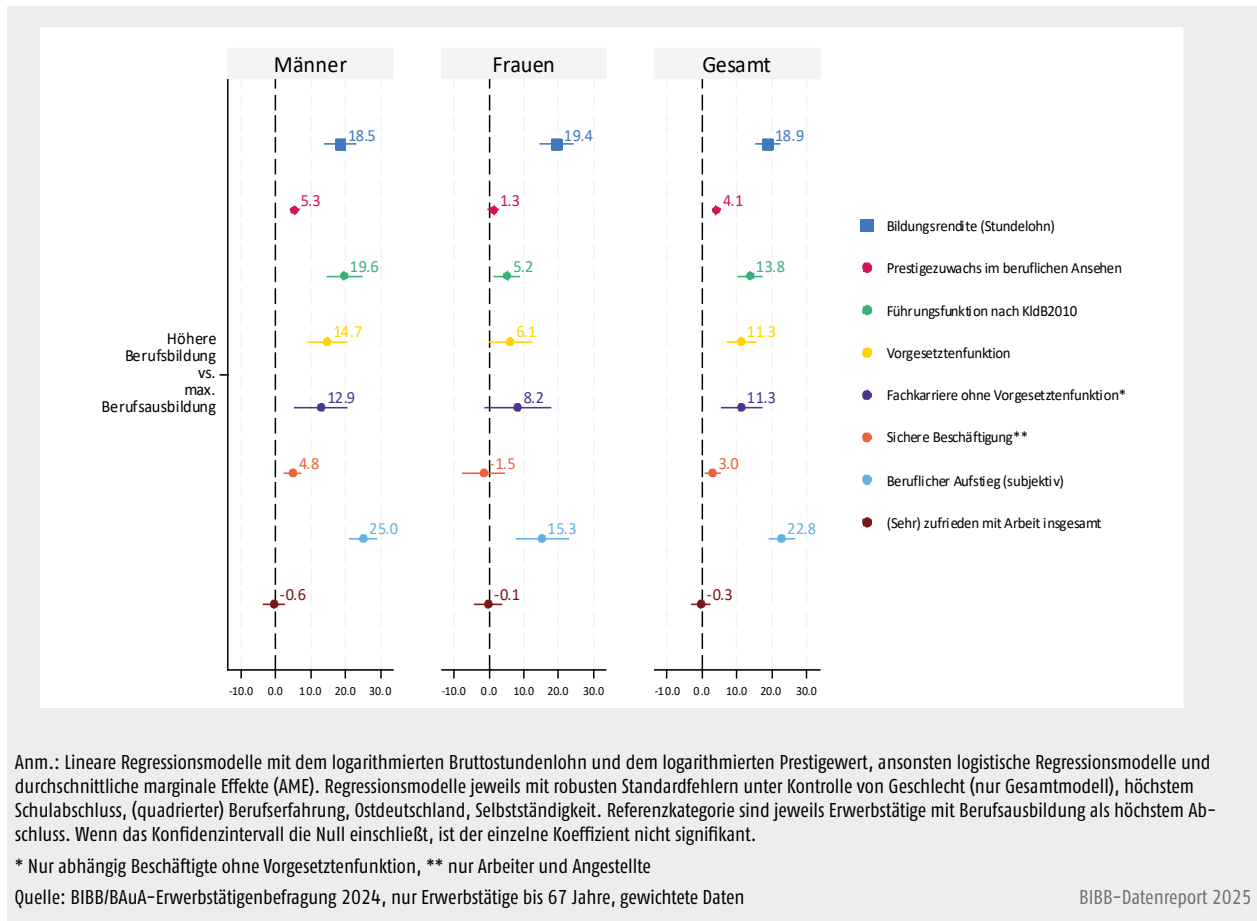 Männer
Frauen
Gesamt
18.5
19.4
18.9
5.3
1.3
4.1
19.6
5.2
13.8
14.7
6.1
11.3
12.9
8.2
11.3
4.8
-1.5
3.0
25.0
15.3
22.8
-0.6
-0.1
-0.3
Höhere
Berufsbildung
vs.
max.
Berufsausbildung
-10.0 0.0 10.0 20.0 30.0
-10.0 0.0 10.0 20.0 30.0
-10.0 0.0 10.0 20.0 30.0
Bildungsrendite (Stundelohn)
Prestigezuwachs im beruflichen Ansehen
Führungsfunktion nach KldB2010
Vorgesetztenfunktion
Fachkarriere ohne Vorgesetztenfunktion*
Sichere Beschäftigung**
Beruflicher Aufstieg (subjektiv)
(Sehr) zufrieden mit Arbeit insgesamt
Anm.: Lineare Regressionsmodelle mit dem logarithmierten Bruttostundenlohn und dem logarithmierten Prestigewert, ansonsten logistische Regressionsmodelle und
durchschnittliche marginale Effekte (AME). Regressionsmodelle jeweils mit robusten Standardfehlern unter Kontrolle von Geschlecht (nur Gesamtmodell), höchstem
Schulabschluss, (quadrierter) Berufserfahrung, Ostdeutschland, Selbstständigkeit. Referenzkategorie sind jeweils Erwerbstätige mit Berufsausbildung als höchstem Ab-
schluss. Wenn das Konfidenzintervall die Null einschließt, ist der einzelne Koeffizient nicht signifikant.
* Nur abhängig Beschäftigte ohne Vorgesetztenfunktion, ** nur Arbeiter und Angestellte
Quelle: BIBB/BAuA-Erwerbstätigenbefragung 2024, nur Erwerbstätige bis 67 Jahre, gewichtete Daten
BIBB-Datenreport 2025